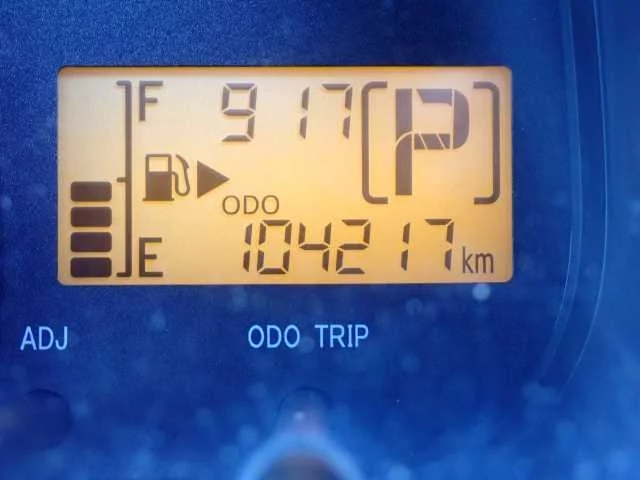 F 9 17 P
ODO
104217 km
E
ADJ ODO TRIP